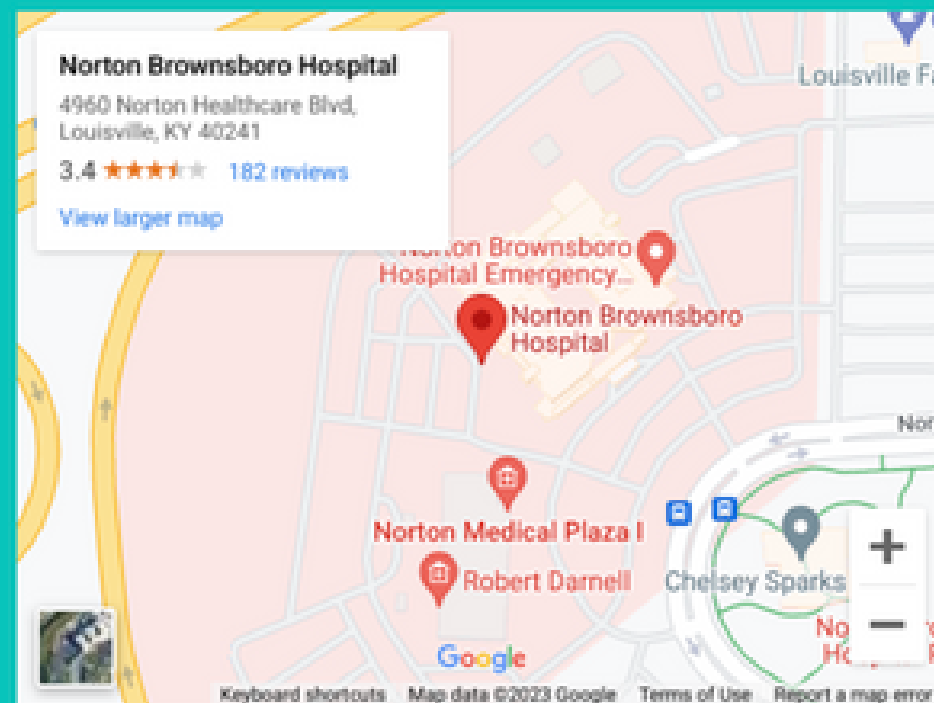 Norton Brownsboro Hospital
4960 Norton Healthcare Blvd,
Louisville, KY 40241
3.4
182 reviews
View larger map
Louisville
Norton Brownsboro
Hospital Emergency...
Norton Brownsboro
Hospital
Norton Medical Plaza I
Robert Darnell
Chelsey Sparks
+
−
Google
Keyboard shortcuts
Map data ©2023 Google
Terms of Use
Report a map error